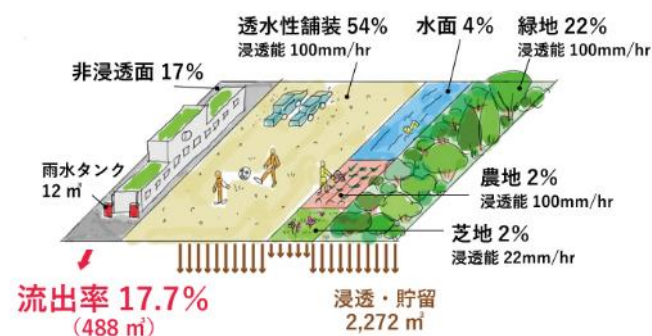 透水性舗装 54%
浸透能 100mm/hr
水面 4%
緑地 22%
浸透能 100mm/hr
非浸透面 17%
雨水タンク
12 ㎥
農地 2%
浸透能 100mm/hr
芝地 2%
浸透能 22mm/hr
流出率 17.7%
（488 ㎥）
浸透・貯留
2,272 ㎥